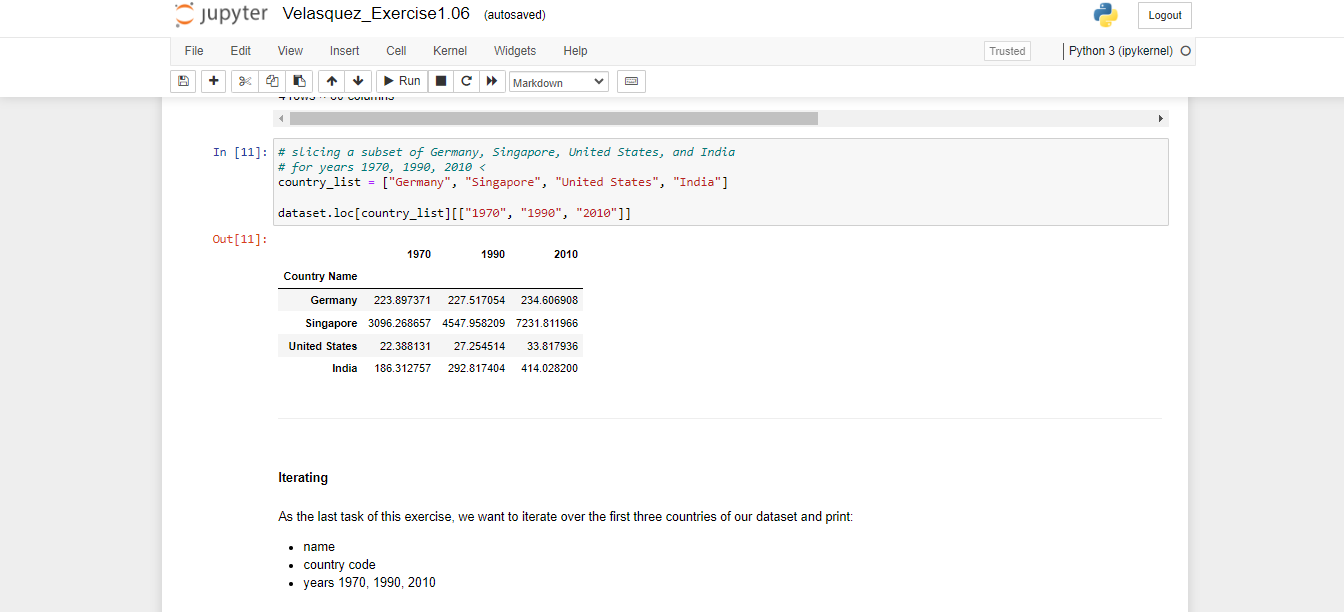 jupyter Velasquez_Exercise1.06 (autosaved) Logout
File Edit View Insert Cell Kernel Widgets Help Trusted Python 3 (ipykernel)
Run Markdown
4 rows × 60 columns
In [11]: # slicing a subset of Germany, Singapore, United States, and India
# for years 1970, 1990, 2010 <
country_list = ["Germany", "Singapore", "United States", "India"]
dataset.loc[country_list][["1970", "1990", "2010"]]
Out[11]:
1970 1990 2010
Country Name
Germany 223.897371 227.517054 234.606908
Singapore 3096.268657 4547.958209 7231.811966
United States 22.388131 27.254514 33.817936
India 186.312757 292.817404 414.028200
Iterating
As the last task of this exercise, we want to iterate over the first three countries of our dataset and print:
• name
• country code
• years 1970, 1990, 2010